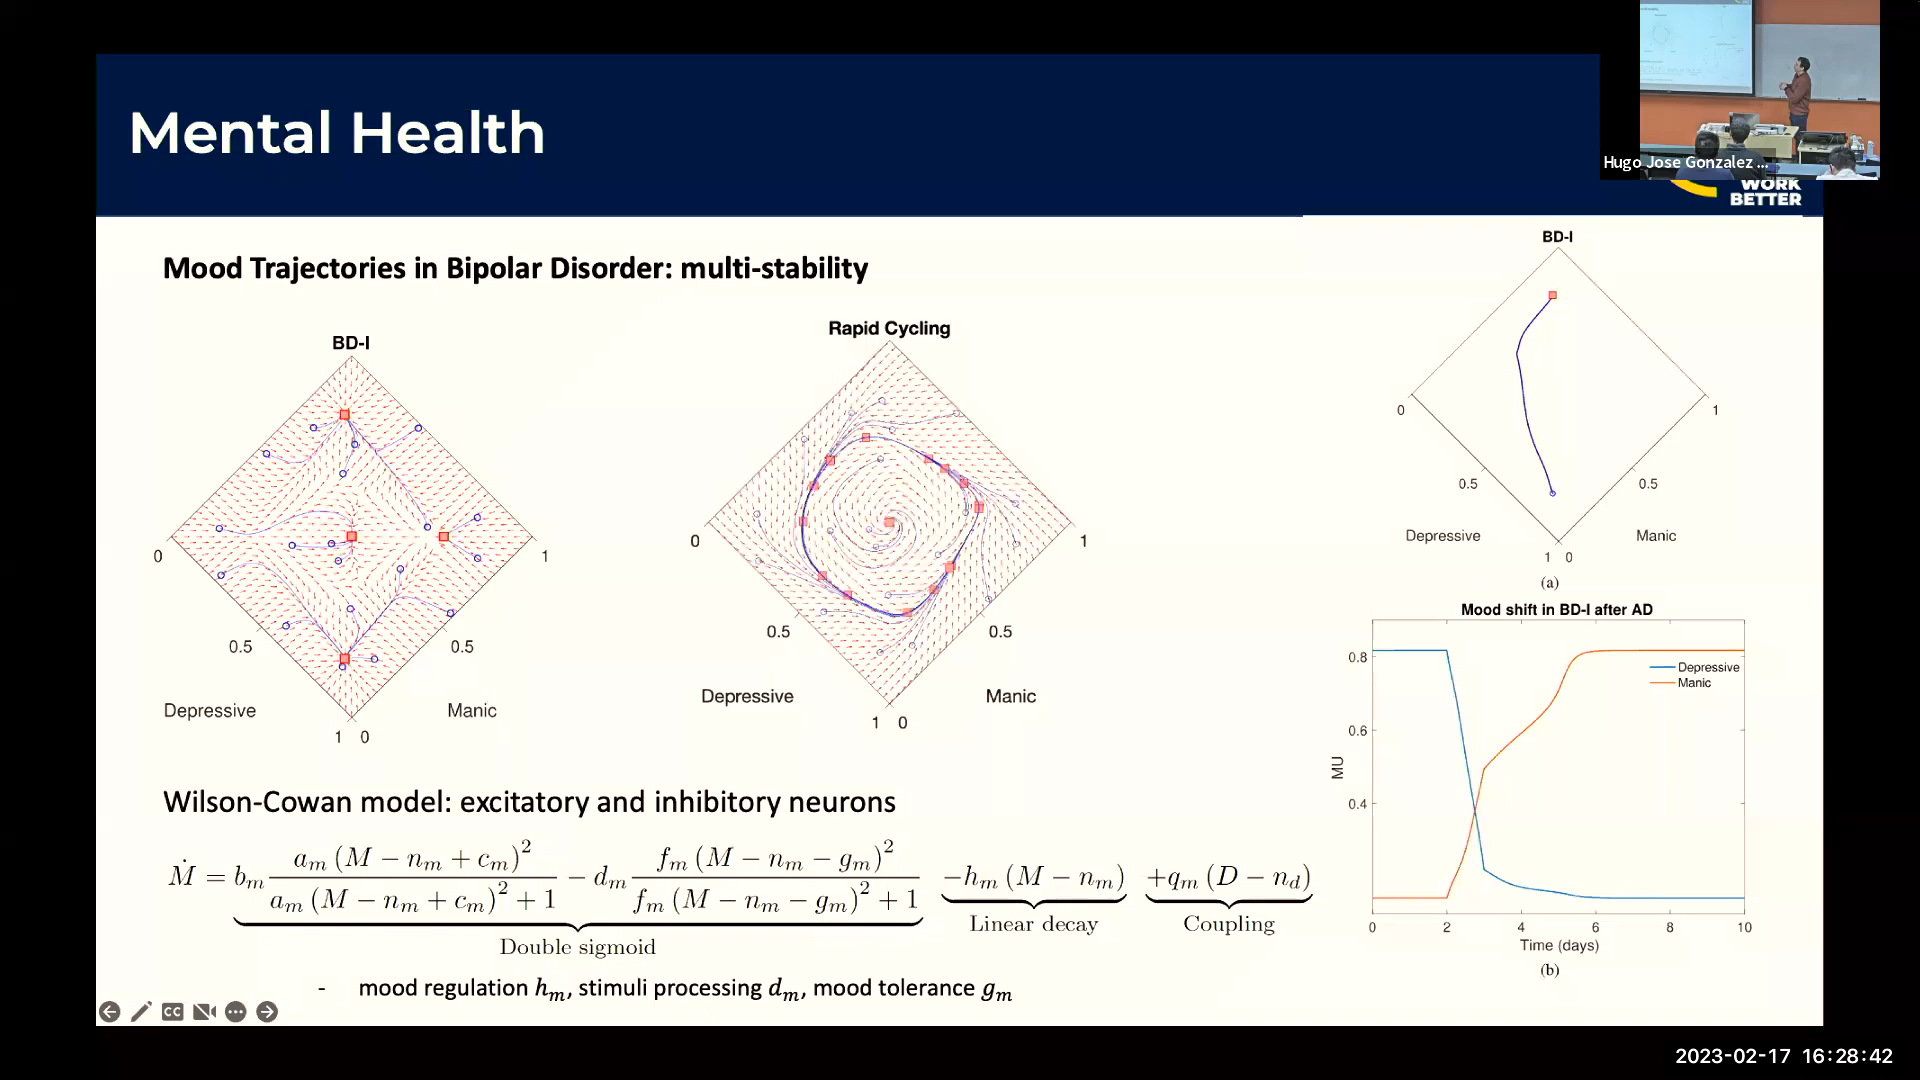 Mental Health
Hugo Jose Gonzalez ...
WORK
BETTER
Mood Trajectories in Bipolar Disorder: multi-stability
BD-I
0
1
0.5
0.5
Depressive
Manic
1 0
Rapid Cycling
0
1
0.5
0.5
Depressive
Manic
1 0
BD-I
0
1
0.5
0.5
Depressive
Manic
1 0
(a)
Mood shift in BD-I after AD
0.8
0.6
0.4
MU
Depressive
Manic
0 2 4 6 8 10
Time (days)
(b)
Wilson-Cowan model: excitatory and inhibitory neurons
Ṁ = b_m \frac{a_m (M − n_m + c_m)^2}{a_m (M − n_m + c_m)^2 + 1} − d_m \frac{f_m (M − n_m − g_m)^2}{f_m (M − n_m − g_m)^2 + 1} −h_m (M − n_m) +q_m (D − n_d)
Double sigmoid
Linear decay
Coupling
- mood regulation h_m, stimuli processing d_m, mood tolerance g_m
CC
2023-02-17 16:28:42